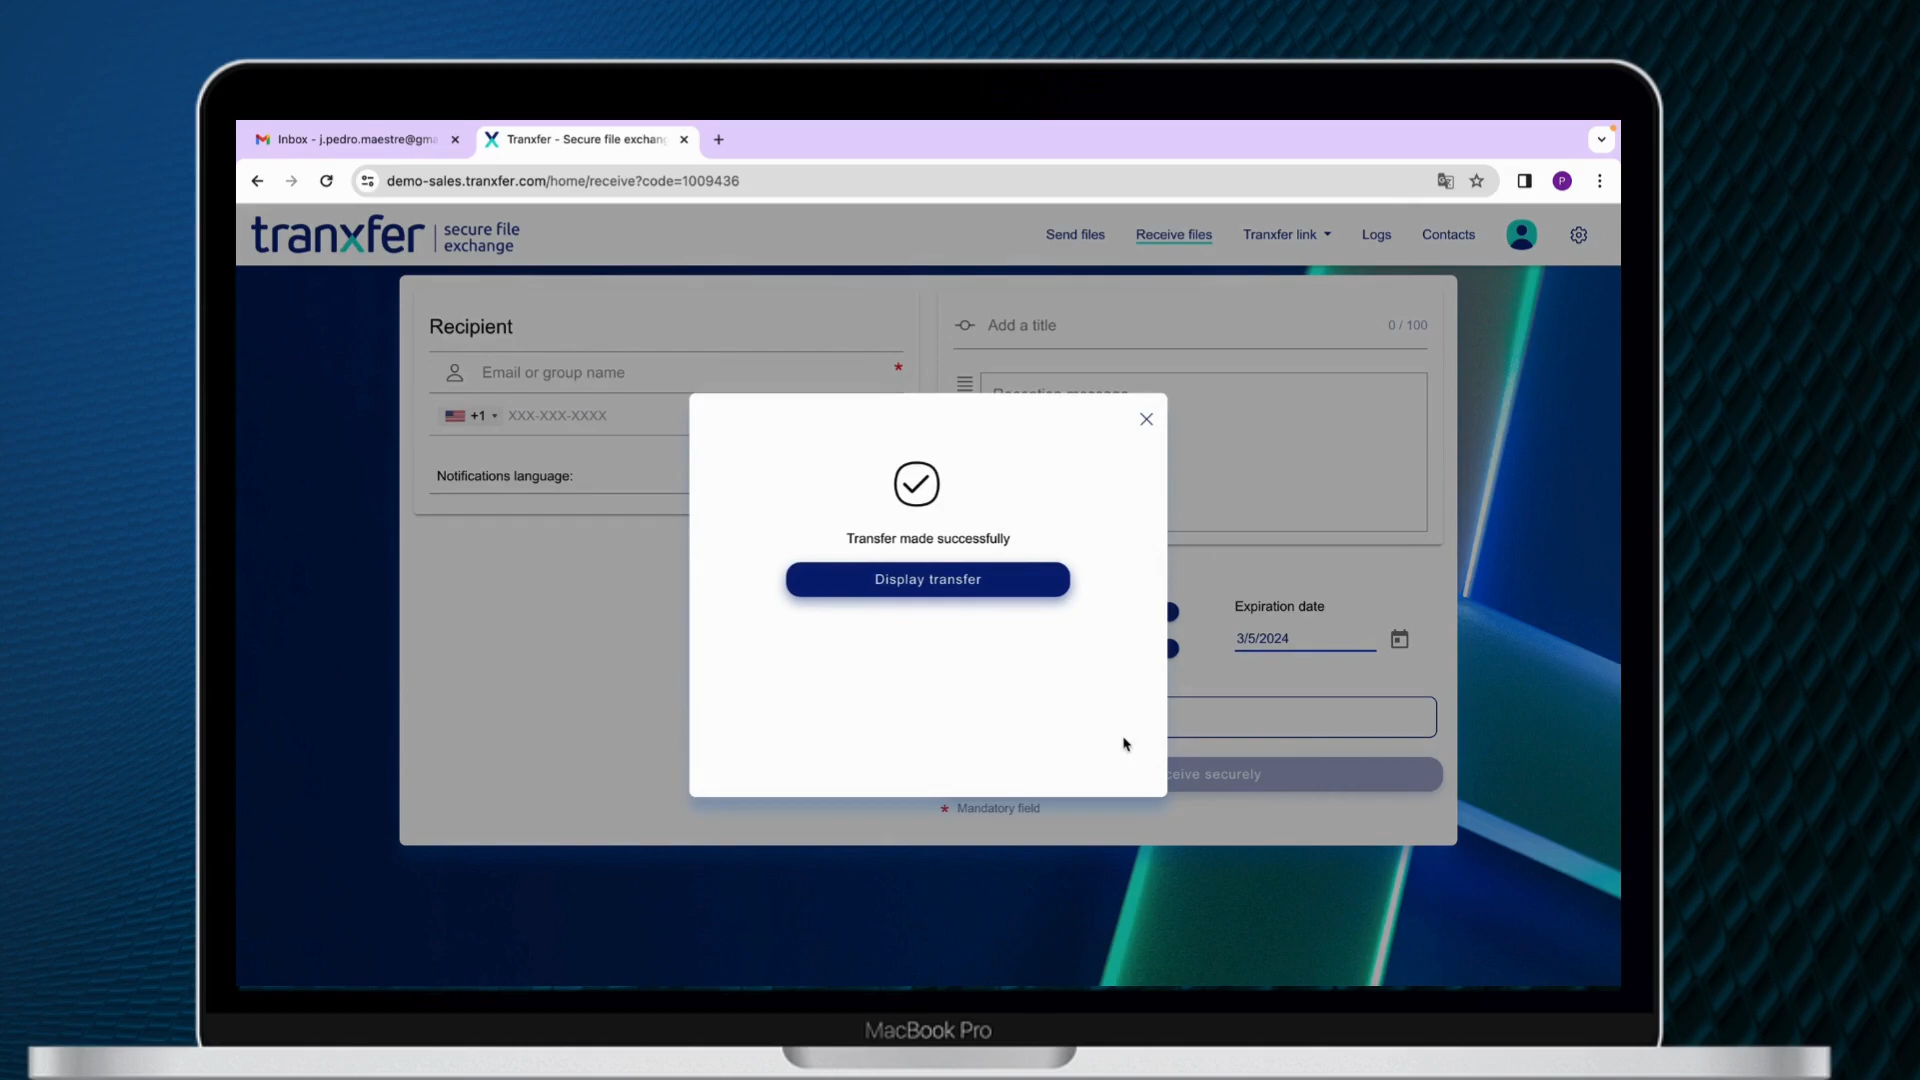 Inbox - j.pedro.maestre@gma
Tranxfer - Secure file exchang
demo-sales.tranxfer.com/home/receive?code=1009436
P
tranxfer
secure file
exchange
Send files
Receive files
Tranxfer link
Logs
Contacts
Recipient
Add a title
0 / 100
Email or group name
*
Reception message
+1
XXX-XXX-XXXX
Notifications language:
Transfer made successfully
Display transfer
Expiration date
3/5/2024
ceive securely
* Mandatory field
MacBook Pro